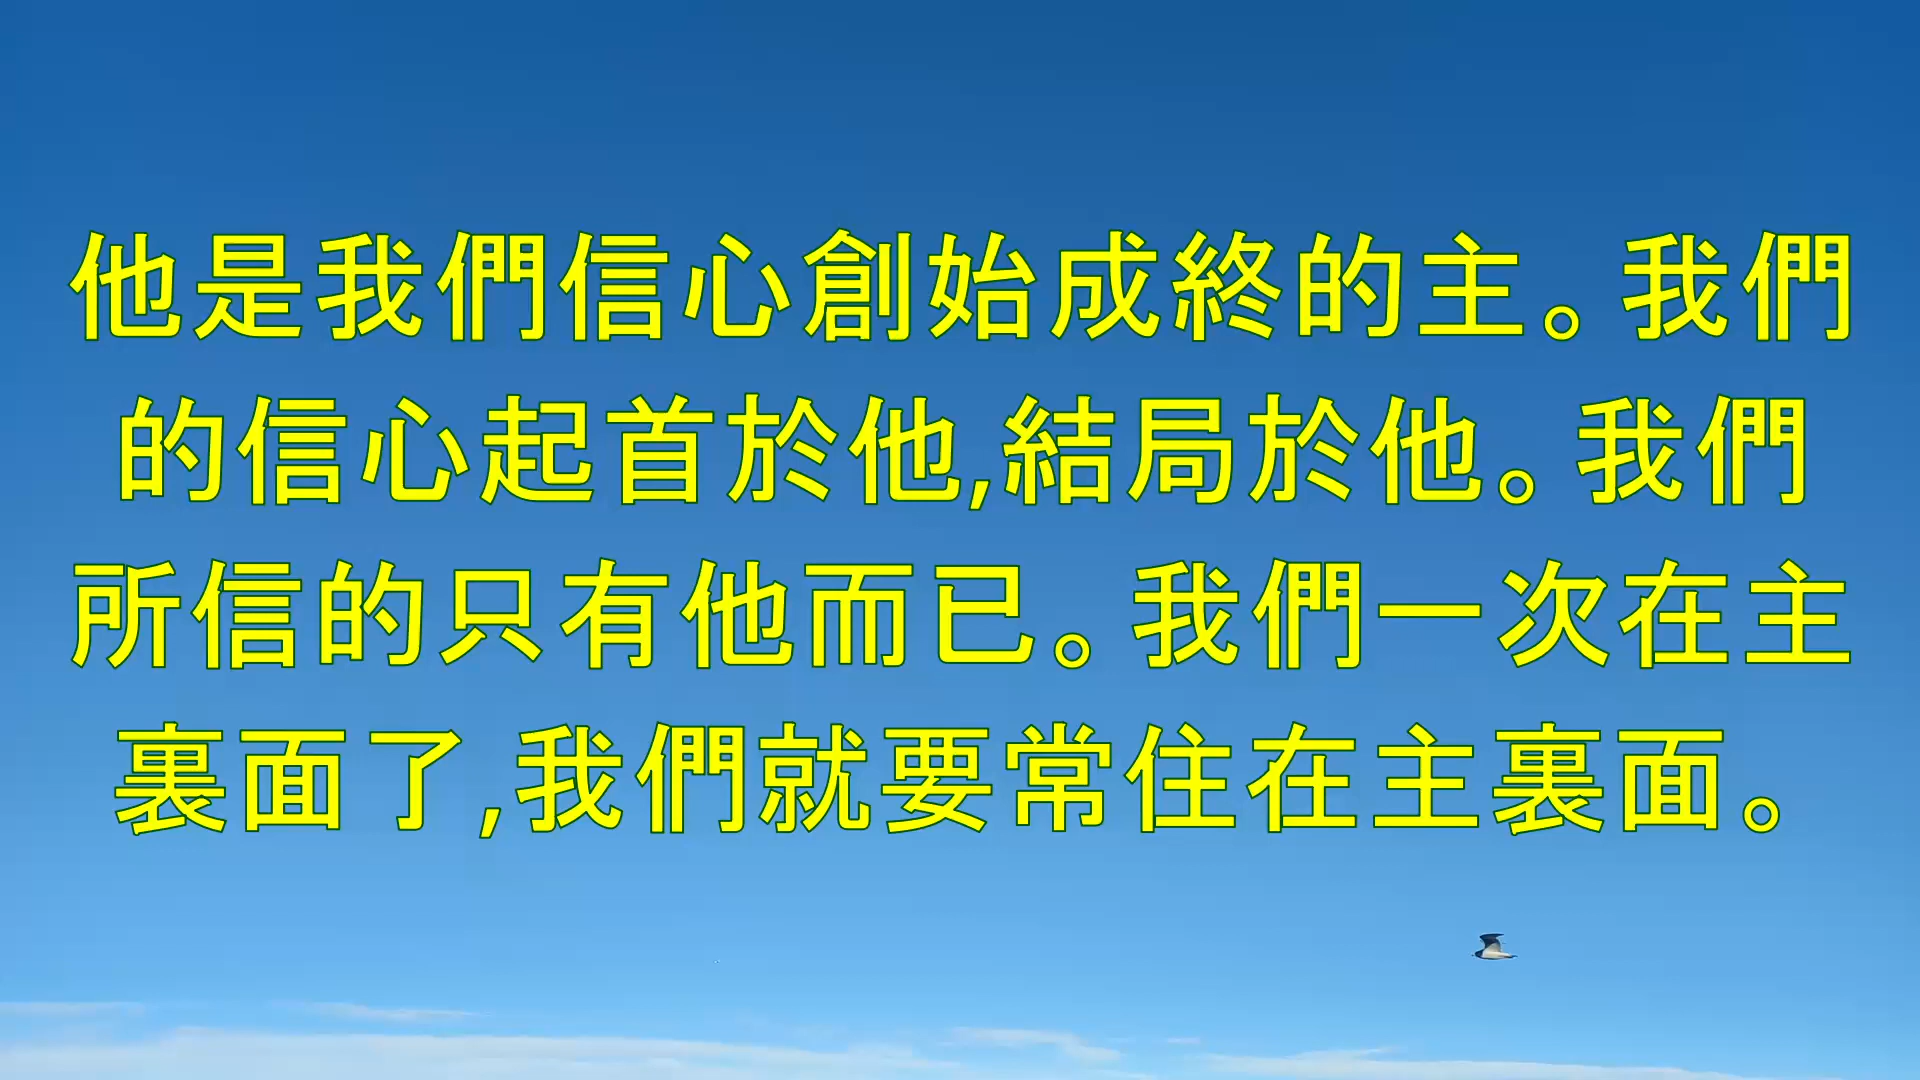 他是我們信心創始成終的主。我們
的信心起首於他,結局於他。我們
所信的只有他而已。我們一次在主
裏面了,我們就要常住在主裏面。